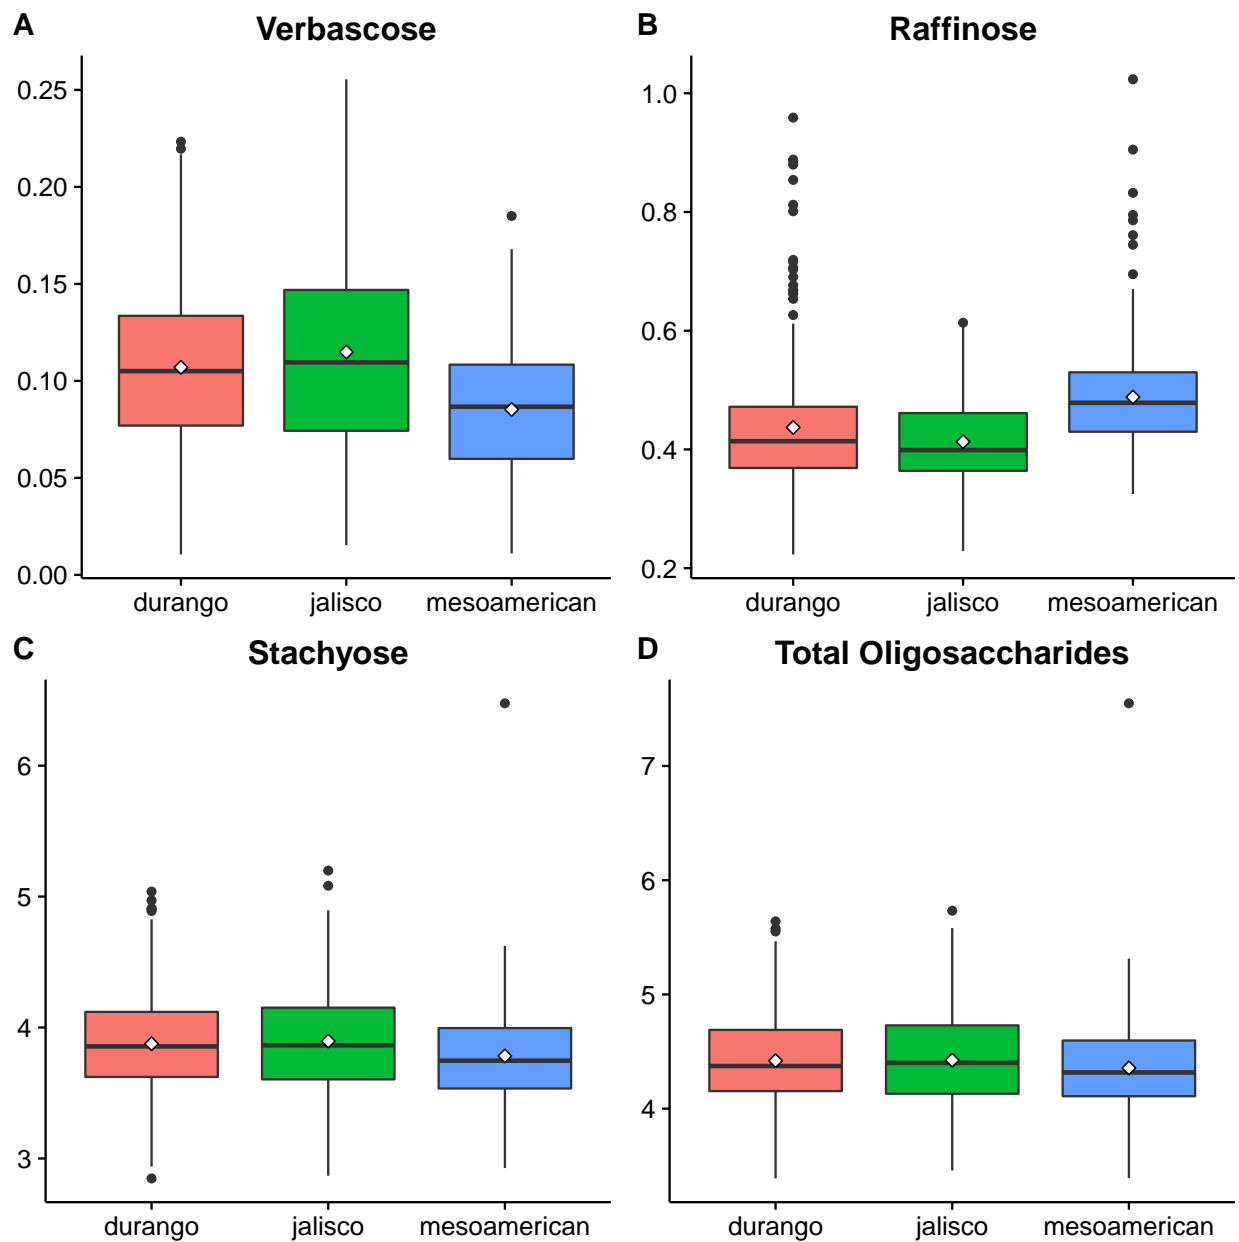 A
Verbascose
0.25
0.20
0.15
0.10
0.05
0.00
durango
jalisco
mesoamerican
B
Raffinose
1.0
0.8
0.6
0.4
0.2
durango
jalisco
mesoamerican
C
Stachyose
6
5
4
3
durango
jalisco
mesoamerican
D
Total Oligosaccharides
7
6
5
4
durango
jalisco
mesoamerican